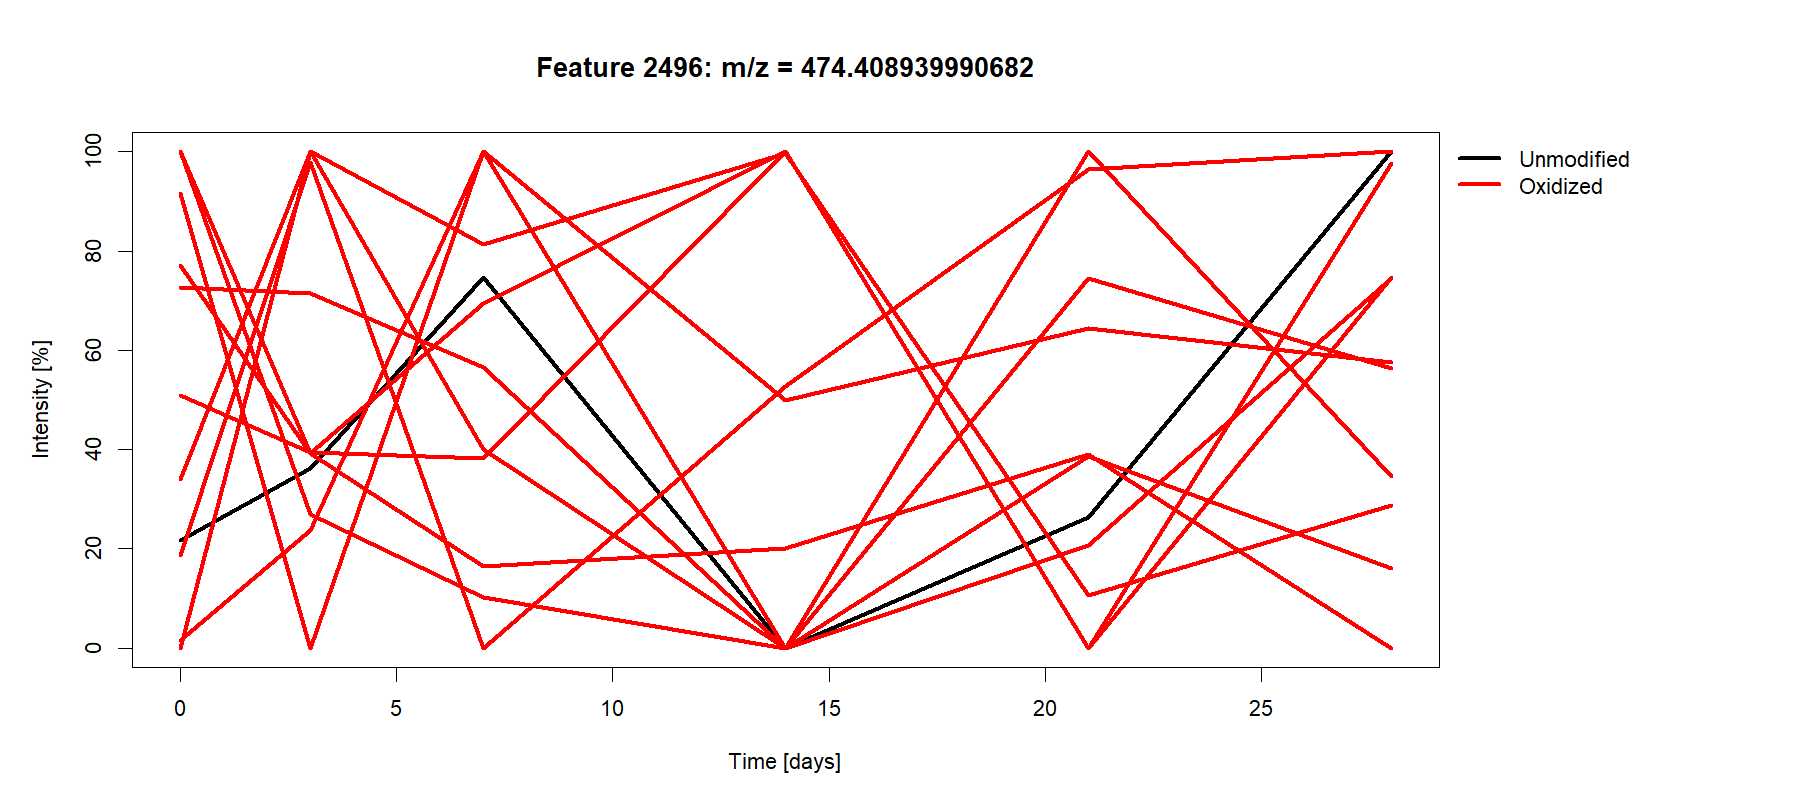 Feature 2496: m/z = 474.408939990682
Unmodified
Oxidized
Intensity [%]
100
80
60
40
20
0
0 5 10 15 20 25
Time [days]